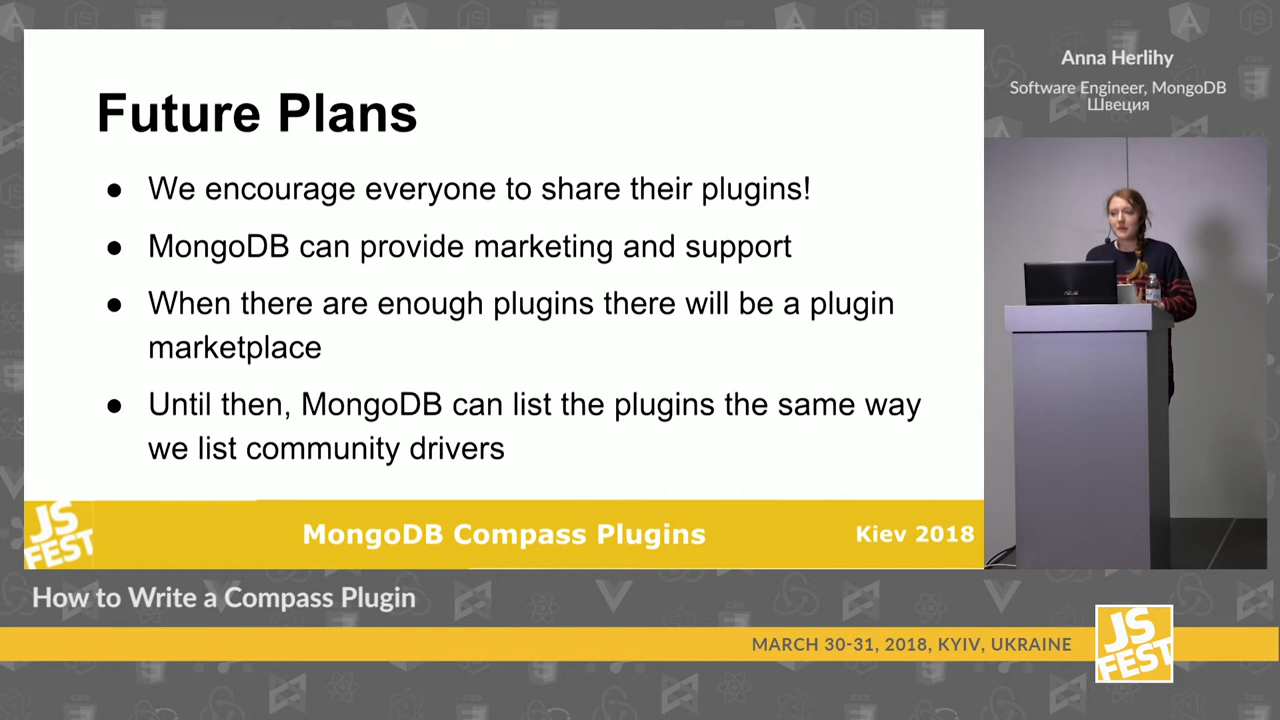 Future Plans
● We encourage everyone to share their plugins!
● MongoDB can provide marketing and support
● When there are enough plugins there will be a plugin
marketplace
● Until then, MongoDB can list the plugins the same way
we list community drivers
JS
FEST
MongoDB Compass Plugins
Kiev 2018
Anna Herlihy
Software Engineer, MongoDB
Швеция
ASUS
How to Write a Compass Plugin
MARCH 30-31, 2018, KYIV, UKRAINE
JS
FEST